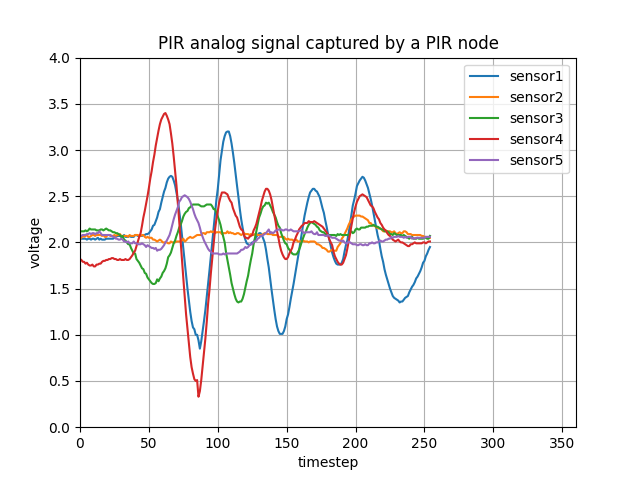 PIR analog signal captured by a PIR node
4.0
3.5
3.0
2.5
2.0
1.5
1.0
0.5
0.0
voltage
sensor1
sensor2
sensor3
sensor4
sensor5
0 50 100 150 200 250 300 350
timestep